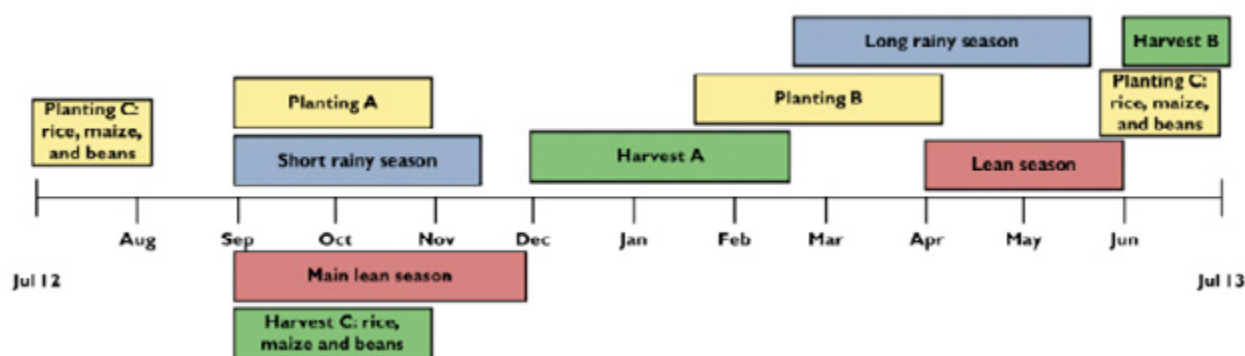 Long rainy season
Harvest B
Planting C:
rice, maize,
and beans
Planting A
Planting B
Planting C:
rice, maize,
and beans
Short rainy season
Harvest A
Lean season
Aug
Sep
Oct
Nov
Dec
Jan
Feb
Mar
Apr
May
Jun
Jul 12
Main lean season
Jul 13
Harvest C: rice,
maize and beans